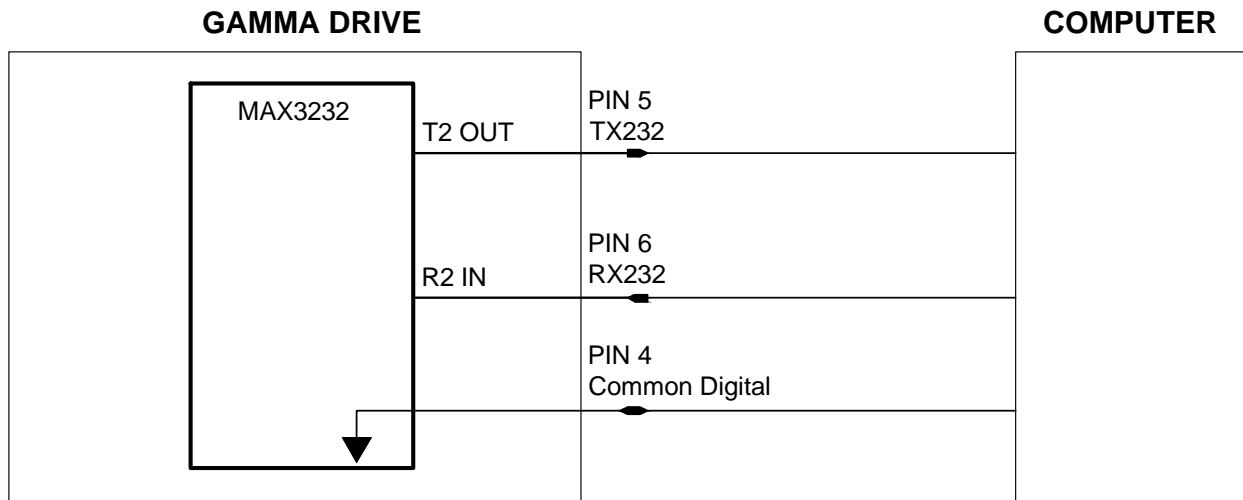 GAMMA DRIVE
COMPUTER
MAX3232
T2 OUT
PIN 5
TX232
R2 IN
PIN 6
RX232
PIN 4
Common Digital